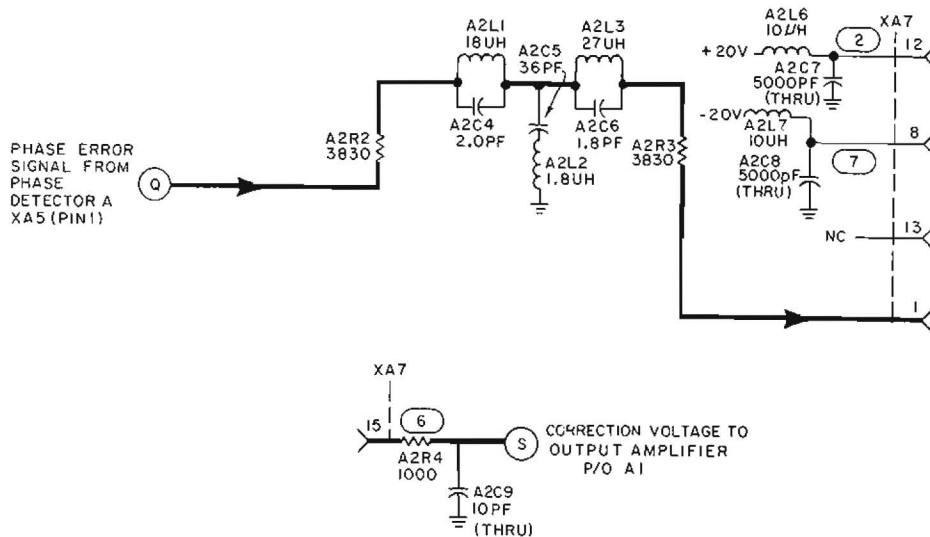 A2L1
18UH
A2C5
36PF
A2L3
27UH
A2C4
2.0PF
A2C6
1.8PF
A2L2
1.8UH
A2R2
3830
A2R3
3830
PHASE ERROR
SIGNAL FROM
PHASE
DETECTOR A
XA5 (PIN1)
Q
A2L6
10UH
XA7
+20V
2
12
A2C7
5000PF
(THRU)
-20V
A2L7
10UH
8
7
A2C8
5000pF
(THRU)
NC
13
1
XA7
15
6
A2R4
1000
S
CORRECTION VOLTAGE TO
OUTPUT AMPLIFIER
P/O A1
A2C9
10PF
(THRU)